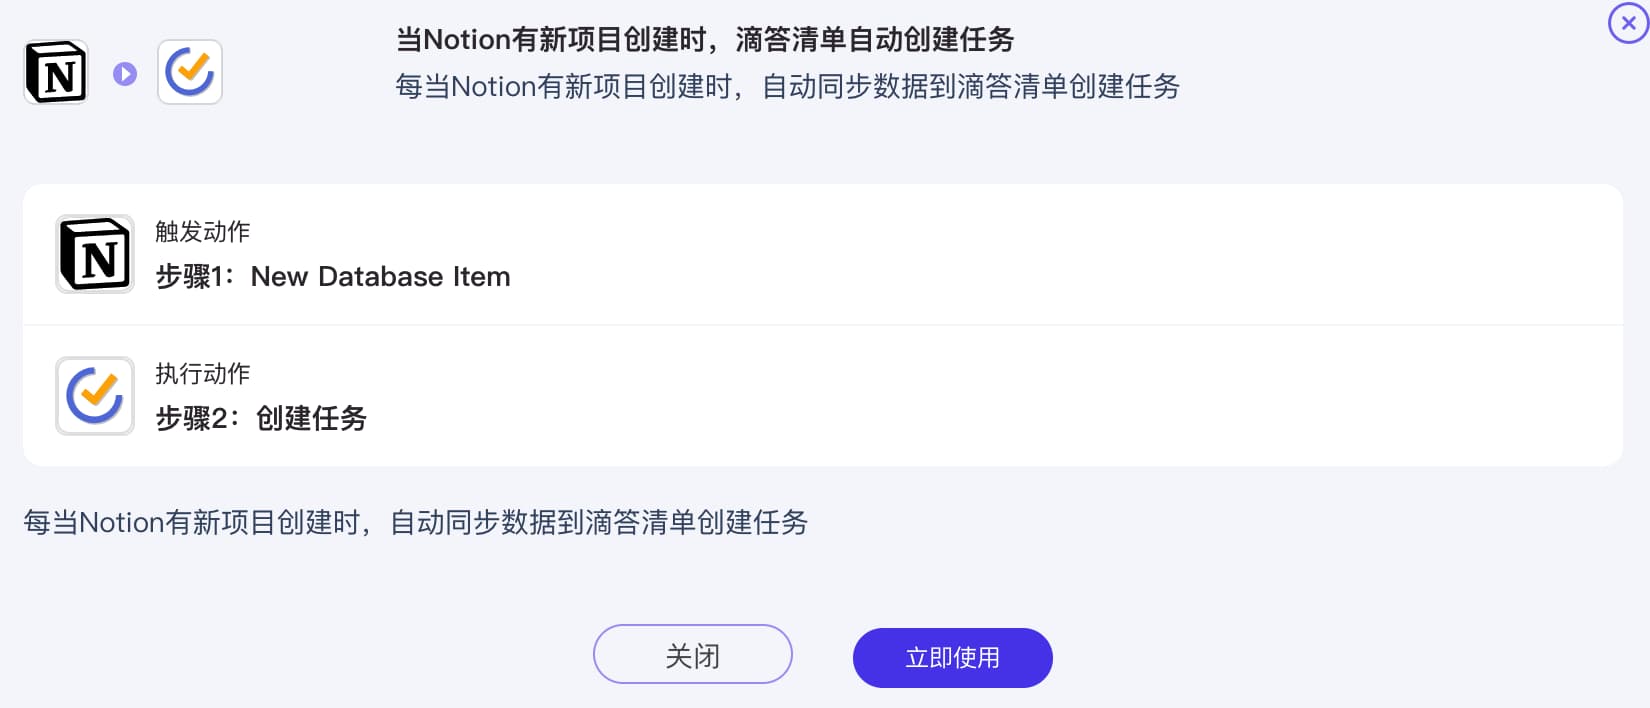 当Notion有新项目创建时，滴答清单自动创建任务
每当Notion有新项目创建时，自动同步数据到滴答清单创建任务
触发动作
步骤1：New Database Item
执行动作
步骤2：创建任务
每当Notion有新项目创建时，自动同步数据到滴答清单创建任务
关闭
立即使用